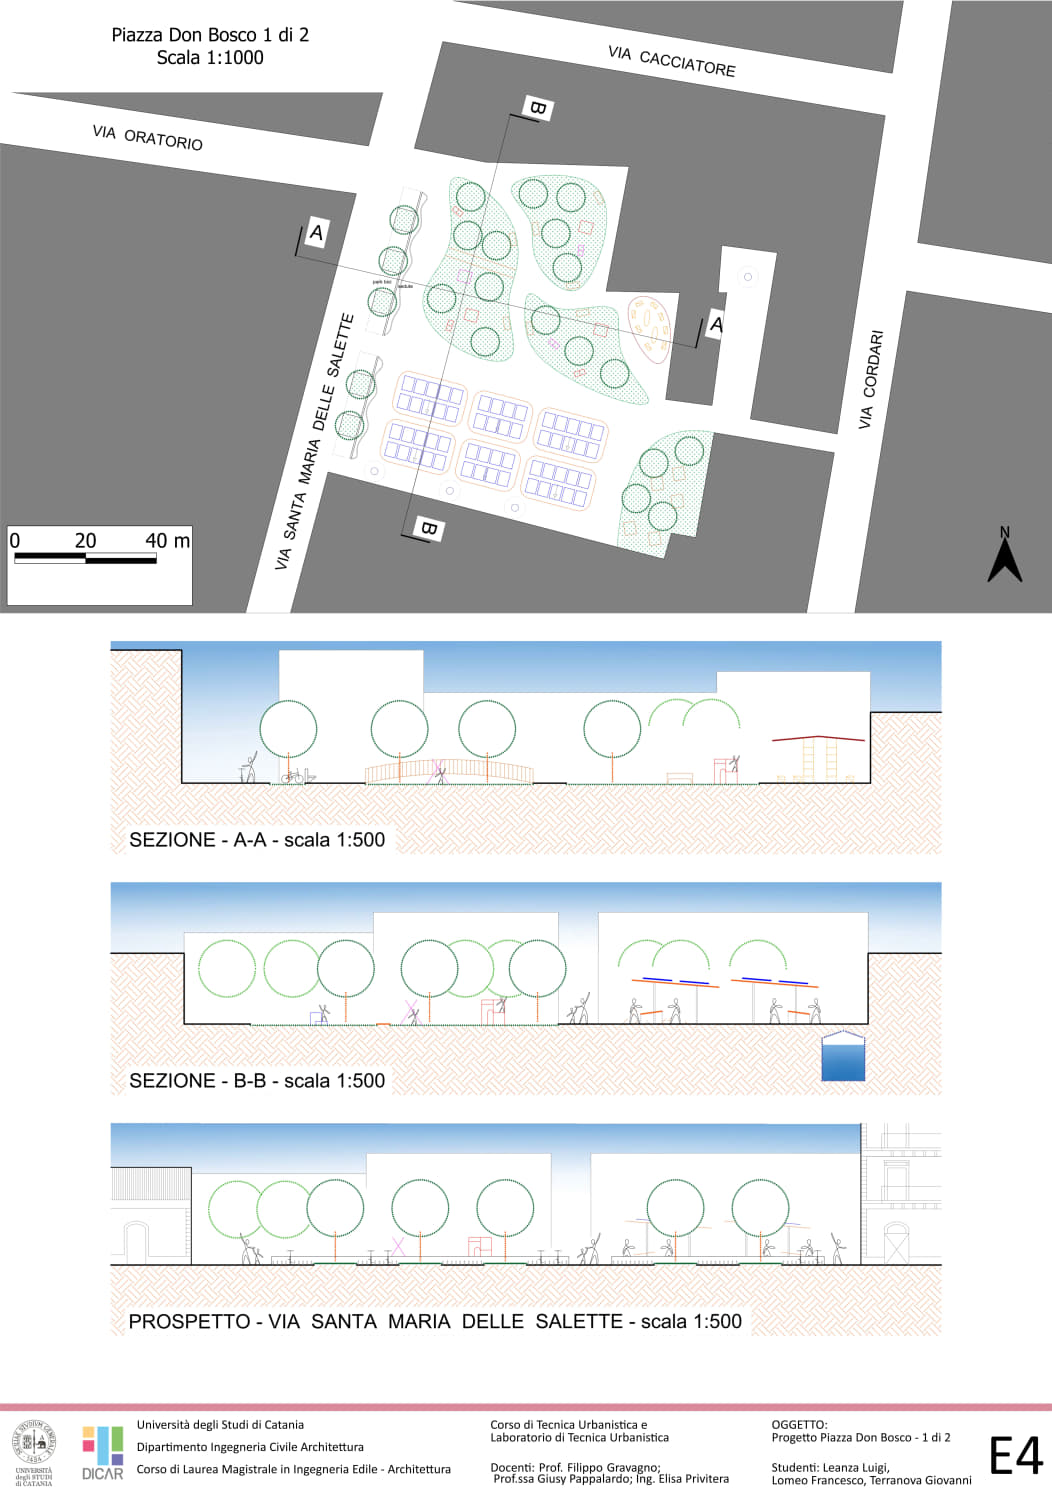 Piazza Don Bosco 1 di 2
Scala 1:1000
VIA CACCIATORE
VIA ORATORIO
B
A
park bici
sedute
A
VIA SANTA MARIA DELLE SALETTE
VIA CORDARI
B
0 20 40 m
N
SEZIONE - A-A - scala 1:500
SEZIONE - B-B - scala 1:500
PROSPETTO - VIA SANTA MARIA DELLE SALETTE - scala 1:500
UNIVERSITÀ
degli STUDI
di CATANIA
DICAR
Università degli Studi di Catania
Dipartimento Ingegneria Civile Architettura
Corso di Laurea Magistrale in Ingegneria Edile - Architettura
Corso di Tecnica Urbanistica e
Laboratorio di Tecnica Urbanistica
Docenti: Prof. Filippo Gravagno;
Prof.ssa Giusy Pappalardo; Ing. Elisa Privitera
OGGETTO:
Progetto Piazza Don Bosco - 1 di 2
Studenti: Leanza Luigi,
Lomeo Francesco, Terranova Giovanni
E4